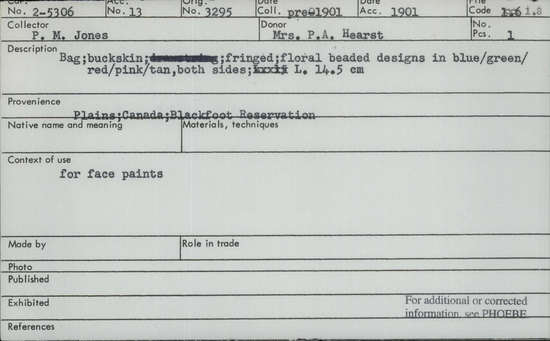 No. 2-5306 No. 13 No. 3295 Coll. pre-1901 Acc. 1901 Code 1.8
Collector Donor No.
P. M. Jones Mrs. P.A. Hearst Pcs. 1
Description
Bag;buckskin; ;fringed;floral beaded designs in blue/green/
red/pink/tan,both sides; L. 14.5 cm
Provenience
Plains;Canada;Blackfoot Reservation
Native name and meaning Materials, techniques
Context of use
for face paints
Made by Role in trade
Photo
Published
Exhibited For additional or corrected
information, see PHOEBE
References